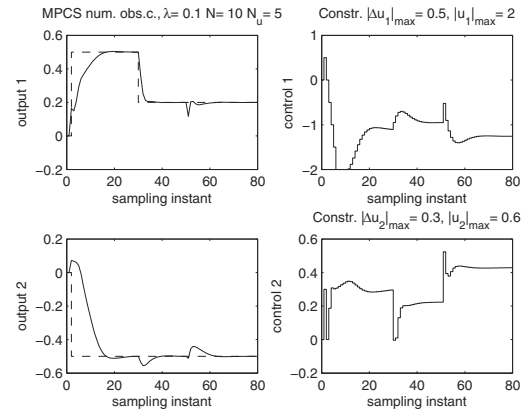 MPCS num. obs.c., λ= 0.1 N= 10 N_u= 5
Constr. |Δu_1|_max= 0.5, |u_1|_max= 2
0.6
0.4
0.2
0
-0.2
output 1
0 20 40 60 80
sampling instant
1
0
-1
-2
control 1
0 20 40 60 80
sampling instant
Constr. |Δu_2|_max= 0.3, |u_2|_max= 0.6
0.2
0
-0.2
-0.4
-0.6
output 2
0 20 40 60 80
sampling instant
0.6
0.4
0.2
0
control 2
0 20 40 60 80
sampling instant